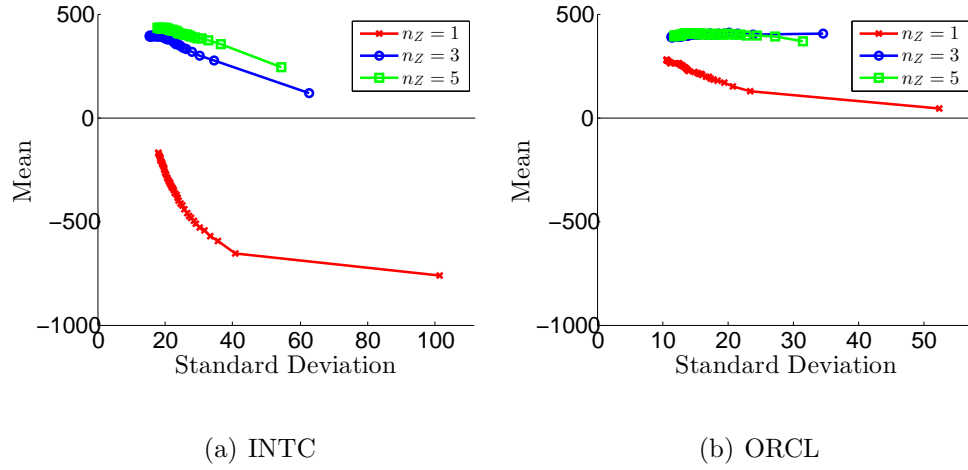 500
0
−500
−1000
Mean
0 20 40 60 80 100
Standard Deviation
n_Z = 1
n_Z = 3
n_Z = 5
(a) INTC
500
0
−500
−1000
Mean
0 10 20 30 40 50
Standard Deviation
n_Z = 1
n_Z = 3
n_Z = 5
(b) ORCL